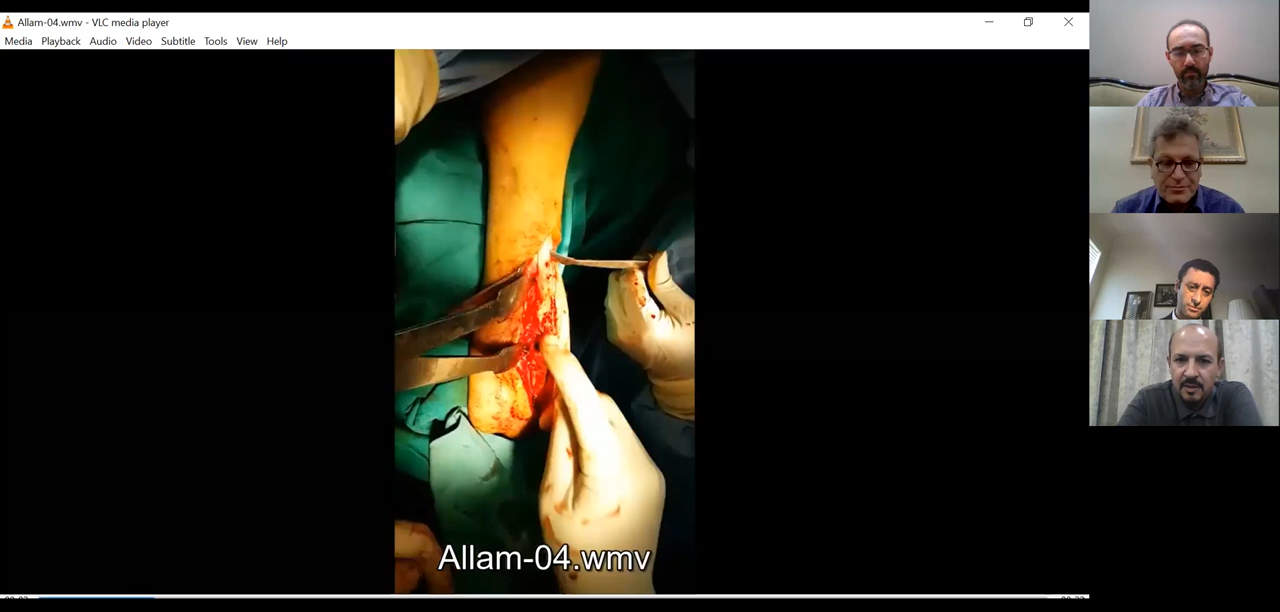 Allam-04.wmv - VLC media player
Media Playback Audio Video Subtitle Tools View Help
Allam-04.wmv